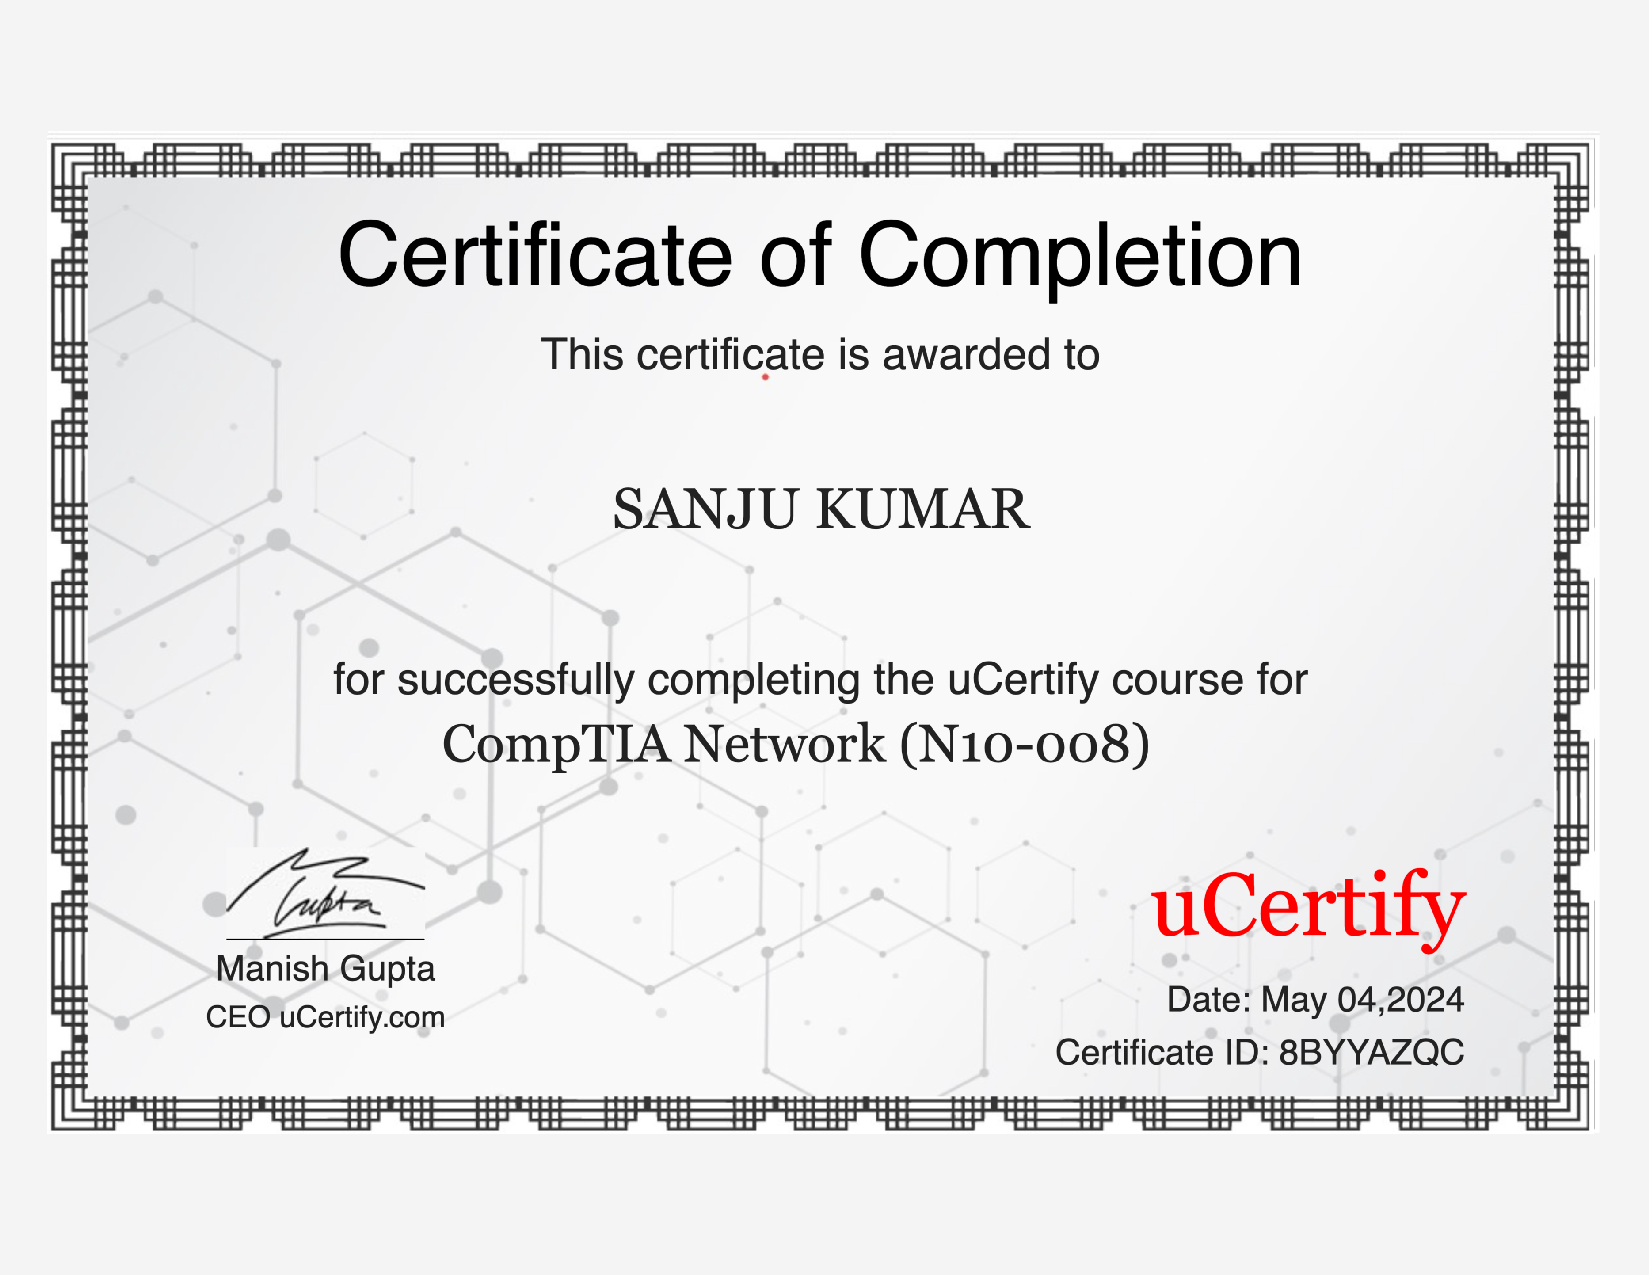 Certificate of Completion
This certificate is awarded to
SANJU KUMAR
for successfully completing the uCertify course for
CompTIA Network (N10-008)
Gupta
Manish Gupta
CEO uCertify.com
uCertify
Date: May 04,2024
Certificate ID: 8BYYAZQC